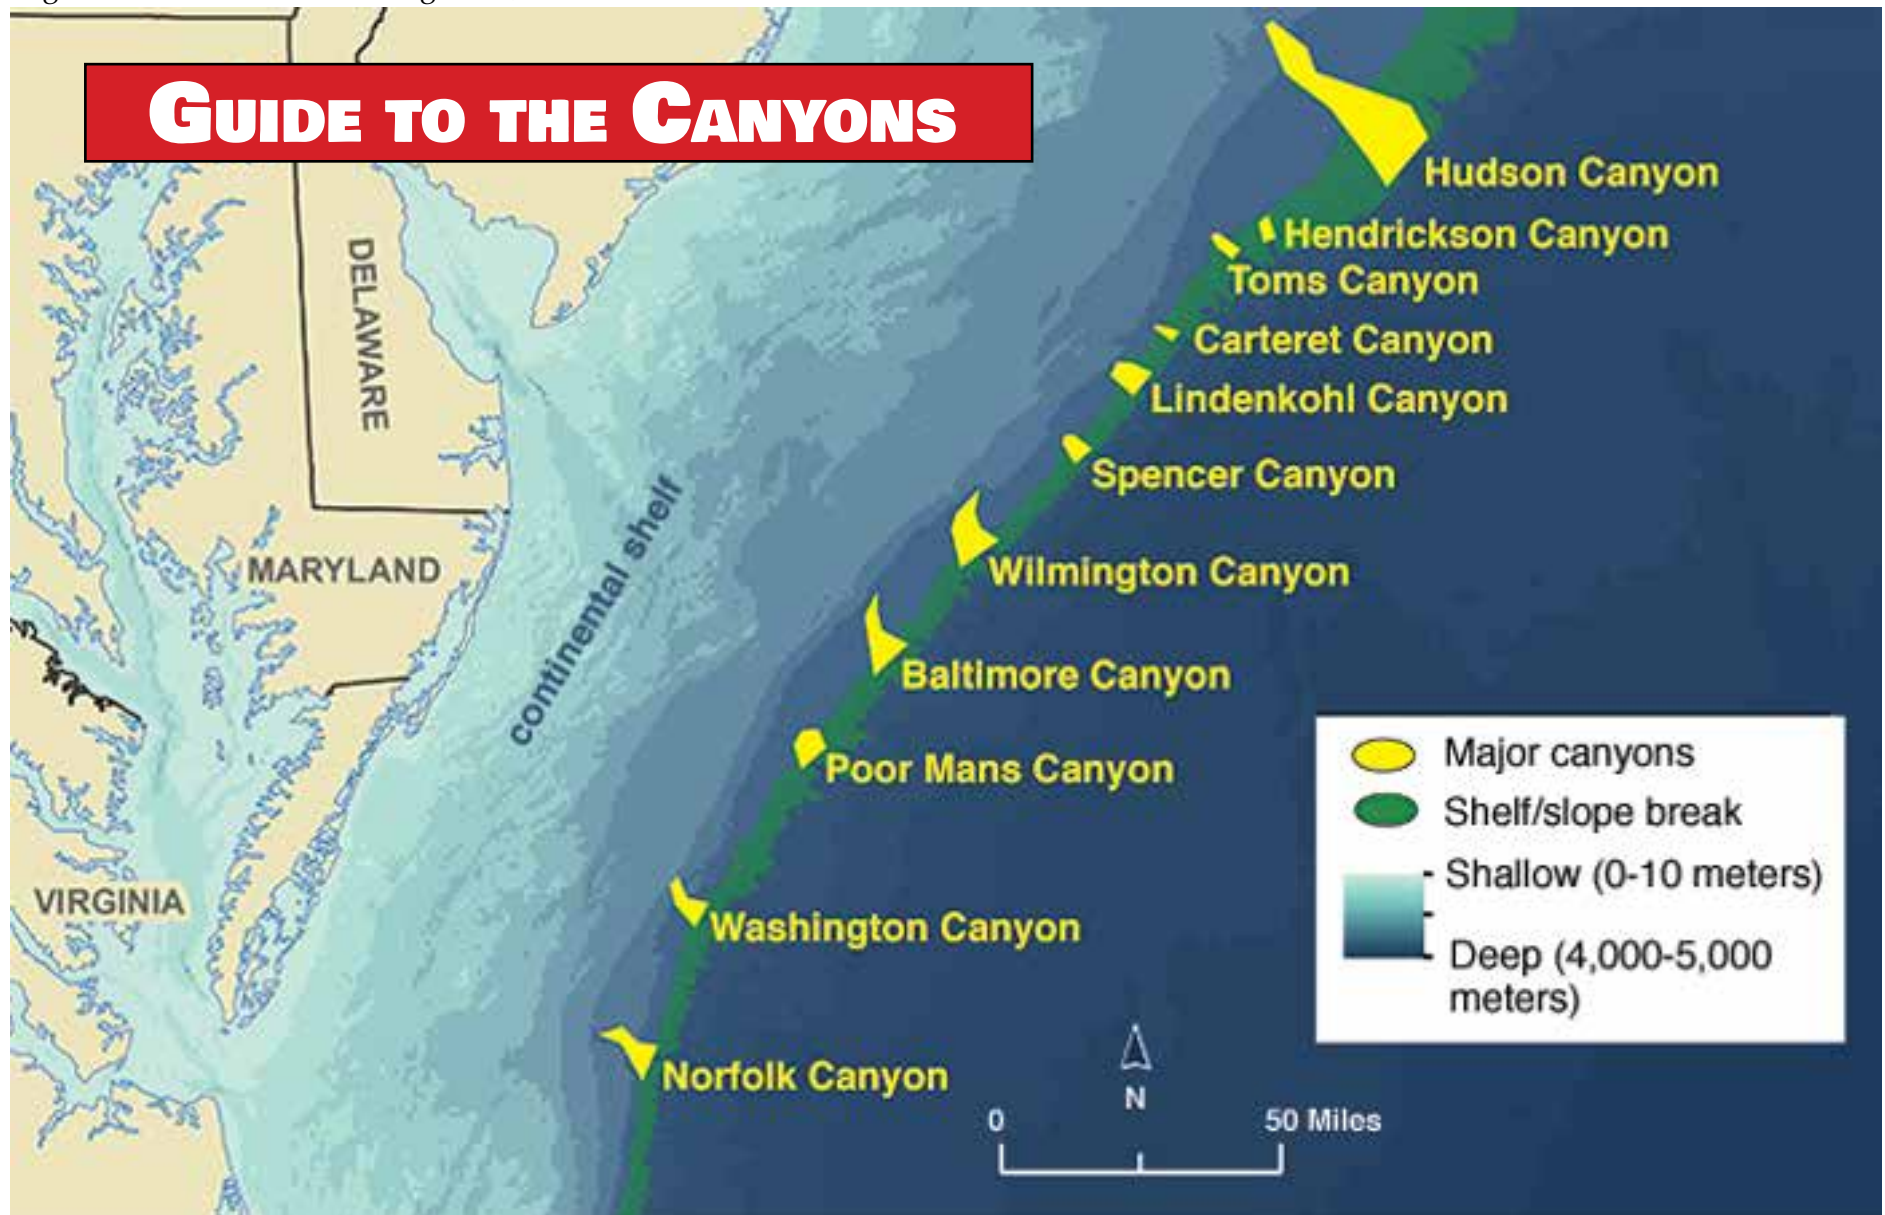 GUIDE TO THE CANYONS
Hudson Canyon
Hendrickson Canyon
Toms Canyon
Carteret Canyon
Lindenkohl Canyon
Spencer Canyon
Wilmington Canyon
Baltimore Canyon
Poor Mans Canyon
Washington Canyon
Norfolk Canyon
DELAWARE
MARYLAND
VIRGINIA
continental shelf
Major canyons
Shelf/slope break
Shallow (0-10 meters)
Deep (4,000-5,000
meters)
N
0 50 Miles